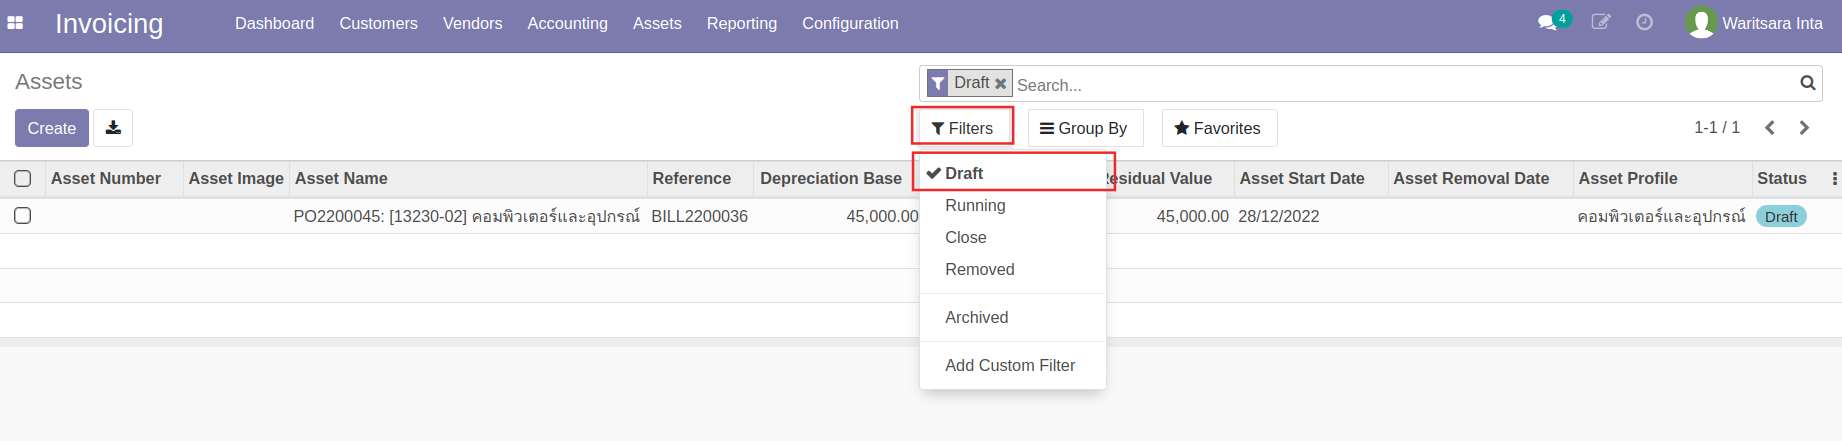 Invoicing Dashboard Customers Vendors Accounting Assets Reporting Configuration 4 Waritsara Inta
Assets
Draft Search...
Create
Filters Group By Favorites 1-1 / 1
Asset Number Asset Image Asset Name Reference Depreciation Base Residual Value Asset Start Date Asset Removal Date Asset Profile Status
PO2200045: [13230-02] คอมพิวเตอร์และอุปกรณ์ BILL2200036 45,000.00 45,000.00 28/12/2022 คอมพิวเตอร์และอุปกรณ์ Draft
Draft
Running
Close
Removed
Archived
Add Custom Filter